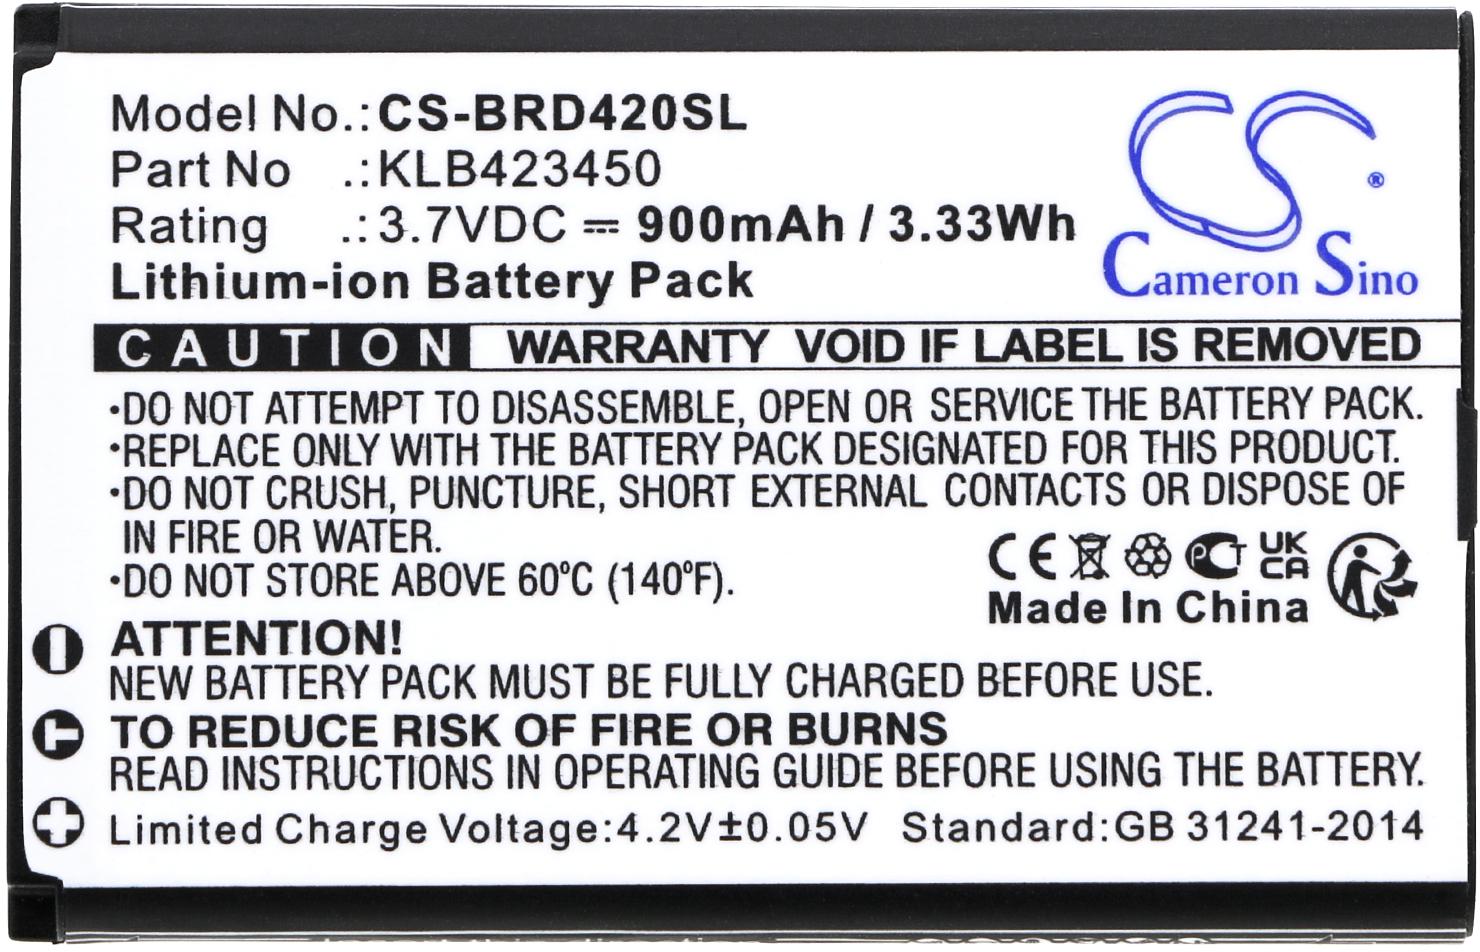 Model No.:CS-BRD420SL
Part No .:KLB423450
Rating .:3.7VDC ⎓ 900mAh / 3.33Wh
Lithium-ion Battery Pack
CS®
Cameron Sino
CAUTION WARRANTY VOID IF LABEL IS REMOVED
•DO NOT ATTEMPT TO DISASSEMBLE, OPEN OR SERVICE THE BATTERY PACK.
•REPLACE ONLY WITH THE BATTERY PACK DESIGNATED FOR THIS PRODUCT.
•DO NOT CRUSH, PUNCTURE, SHORT EXTERNAL CONTACTS OR DISPOSE OF
IN FIRE OR WATER.
•DO NOT STORE ABOVE 60°C (140°F).
CE PCT UK
CA
Made In China
ATTENTION!
NEW BATTERY PACK MUST BE FULLY CHARGED BEFORE USE.
T TO REDUCE RISK OF FIRE OR BURNS
READ INSTRUCTIONS IN OPERATING GUIDE BEFORE USING THE BATTERY.
+ Limited Charge Voltage:4.2V±0.05V Standard:GB 31241-2014